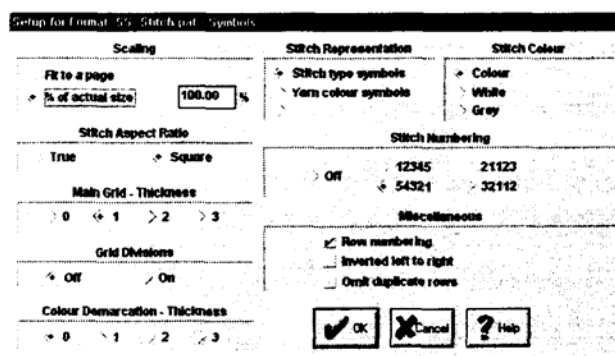 Setup for Format SS Stitch.pat - Symbols
Scaling
Fit to a page
% of actual size 100.00 %
Stitch Aspect Ratio
True Square
Main Grid - Thickness
0 1 2 3
Grid Divisions
Off On
Colour Demarcation - Thickness
0 1 2 3
Stitch Representation
Stitch type symbols
Yarn colour symbols
Stitch Colour
Colour
White
Grey
Stitch Numbering
Off 12345 21123
54321 32112
Miscellaneous
Row numbering
Inverted left to right
Omit duplicate rows
OK Cancel Help